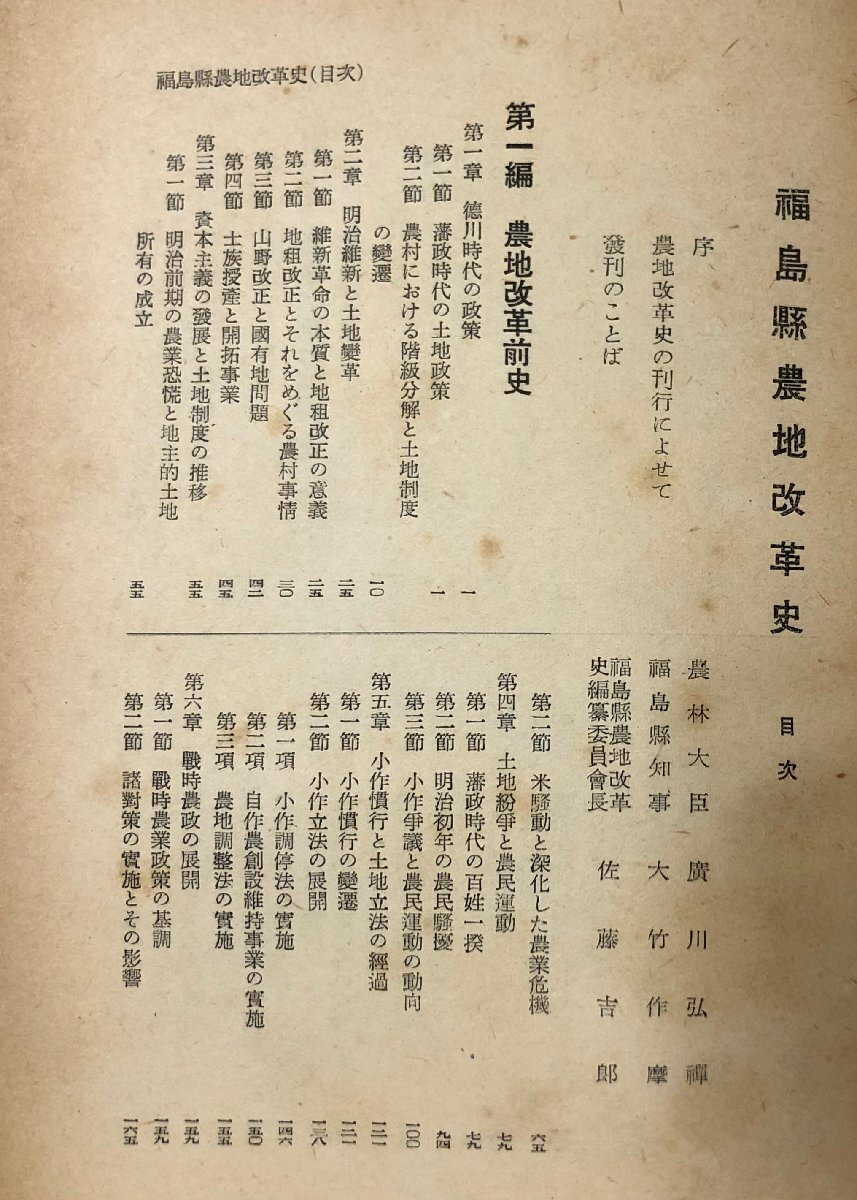 福島縣農地改革史　目次
序　農林大臣　廣川弘禪
農地改革史の刊行によせて　福島縣知事　大竹作摩
發刊のことば　福島縣農地改革史編纂委員會長　佐藤吉郎
第一編　農地改革前史
第一章　德川時代の政策　一
第一節　藩政時代の土地政策　一
第二節　農村における階級分解と土地制度
の變遷　一〇
第二章　明治維新と土地變革　二五
第一節　維新革命の本質と地租改正の意義　二五
第二節　地租改正とそれをめぐる農村事情　三〇
第三節　山野改正と國有地問題　四二
第四節　士族授產と開拓事業　四五
第三章　資本主義の發展と土地制度の推移　五五
第一節　明治前期の農業恐慌と地主的土地
所有の成立　五五
第二節　米騷動と深化した農業危機　六五
第四章　土地紛爭と農民運動　七九
第一節　藩政時代の百姓一揆　七九
第二節　明治初年の農民騷擾　九四
第三節　小作爭議と農民運動の動向　一〇〇
第五章　小作慣行と土地立法の經過　一二一
第一節　小作慣行の變遷　一二一
第二節　小作立法の展開　一三八
第一項　小作調停法の實施　一四六
第二項　自作農創設維持事業の實施　一五〇
第三項　農地調整法の實施　一五五
第六章　戰時農政の展開　一五九
第一節　戰時農業政策の基調　一五九
第二節　諸對策の實施とその影響　一六五
福島縣農地改革史（目次）